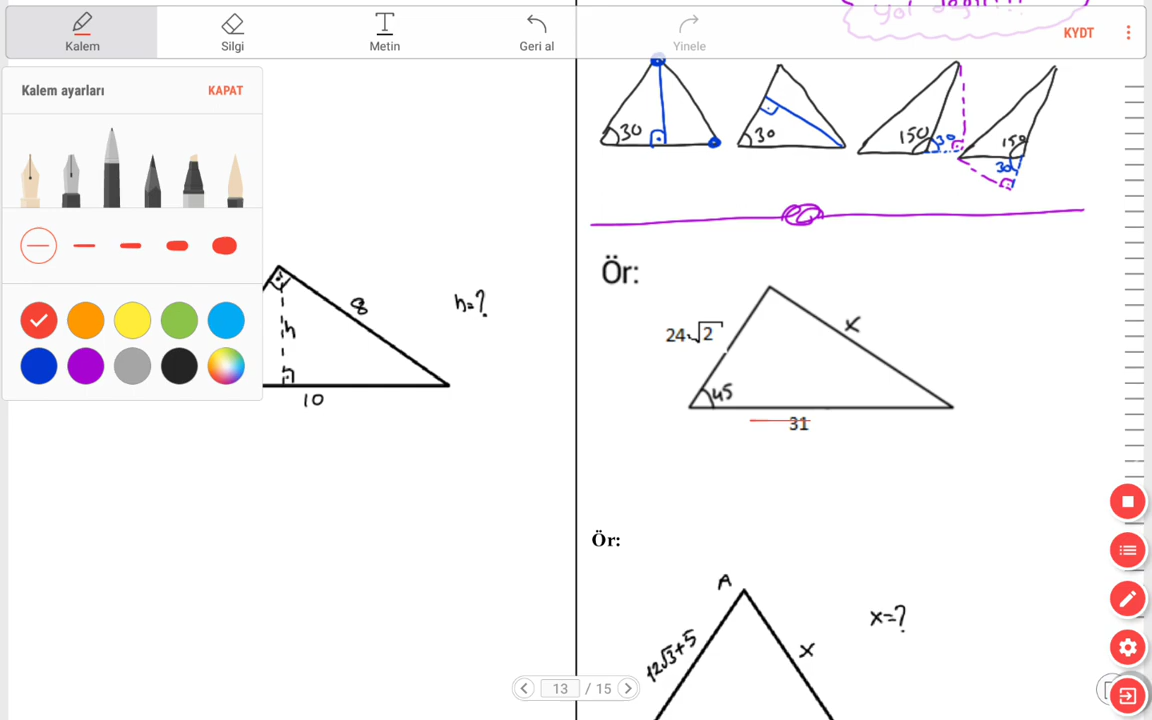 Kalem
Silgi
Metin
Geri al
Yinele
KYDT
Kalem ayarları
KAPAT
30
30
150
30
150
30
8
h
h=?
10
Ör:
24√2
x
45
31
Ör:
A
12√3+5
x
x=?
13 / 15